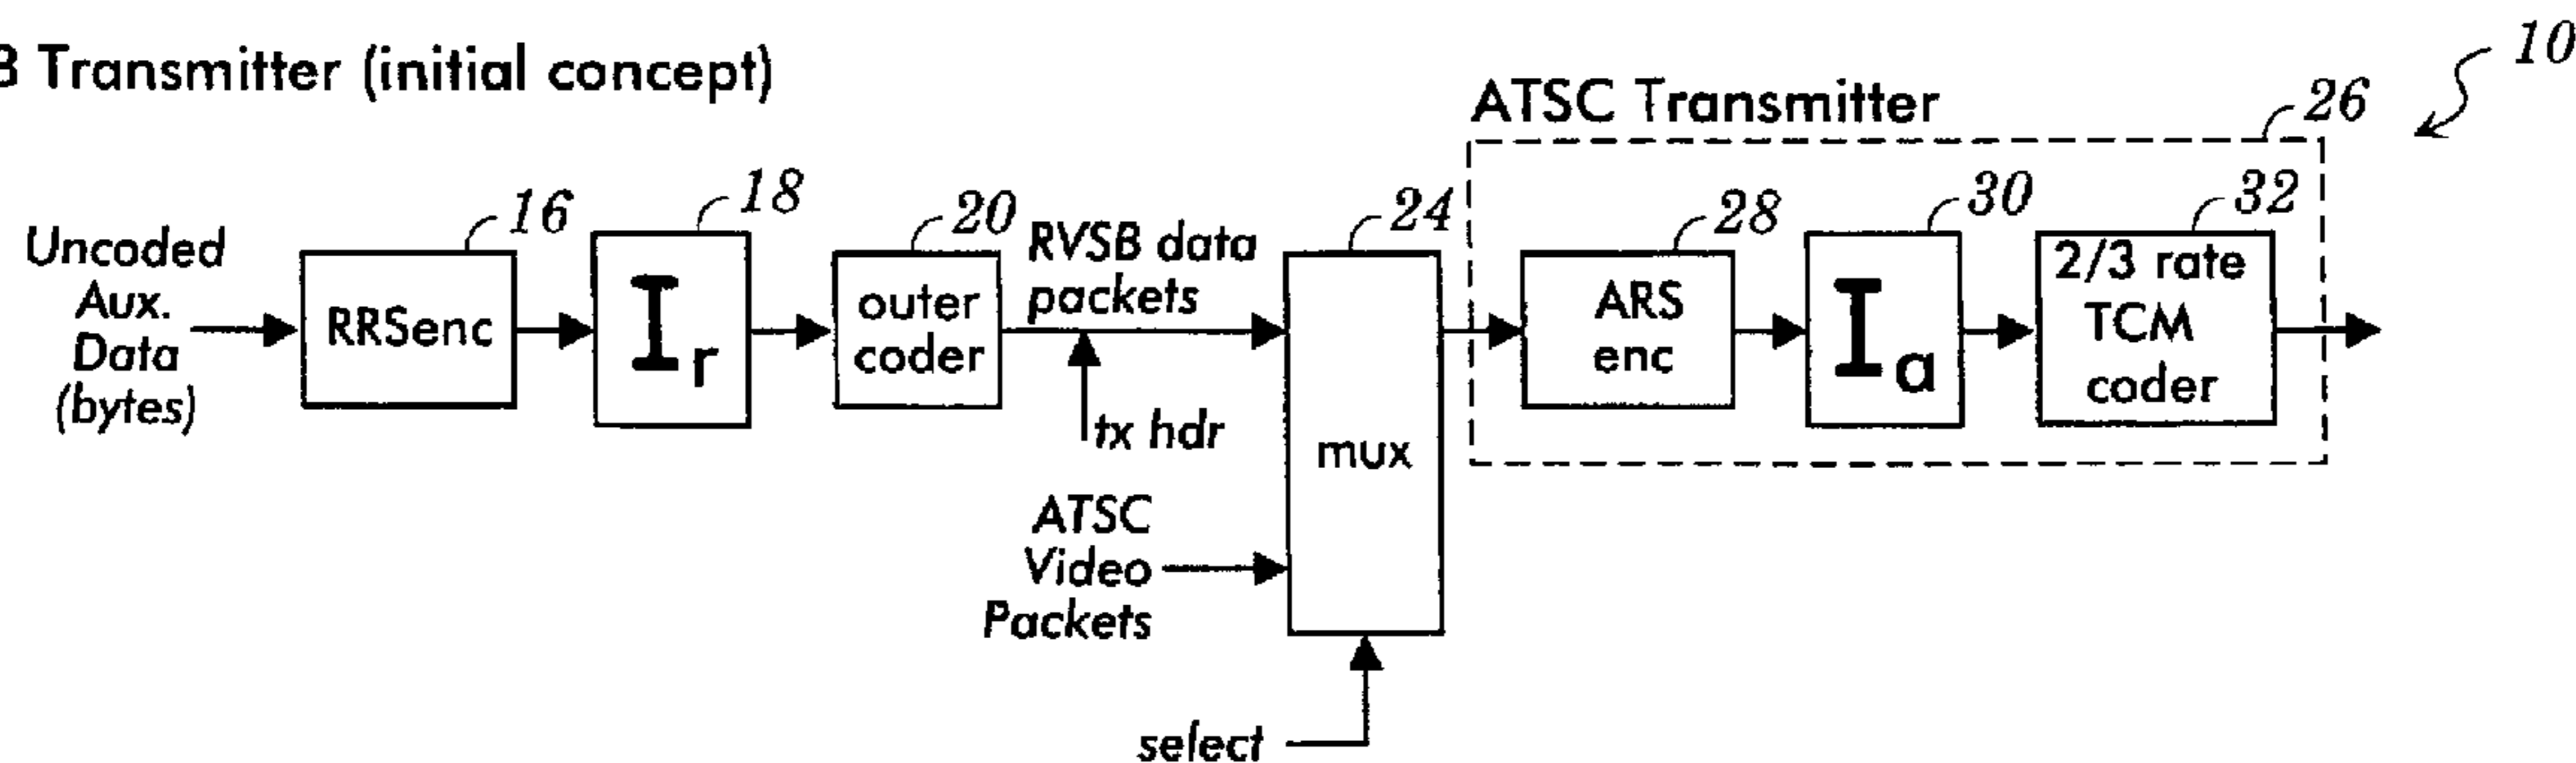 B Transmitter (initial concept)
10
ATSC Transmitter
26
Uncoded
Aux.
Data
(bytes)
16
RRSenc
18
Ir
20
outer
coder
RVSB data
packets
tx hdr
ATSC
Video
Packets
24
mux
select
28
ARS
enc
30
Ia
32
2/3 rate
TCM
coder